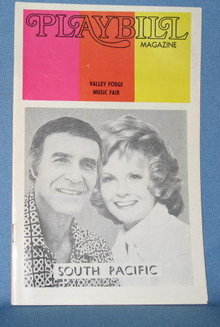 PLAYBILL
MAGAZINE
VALLEY FORGE
MUSIC FAIR
SOUTH PACIFIC